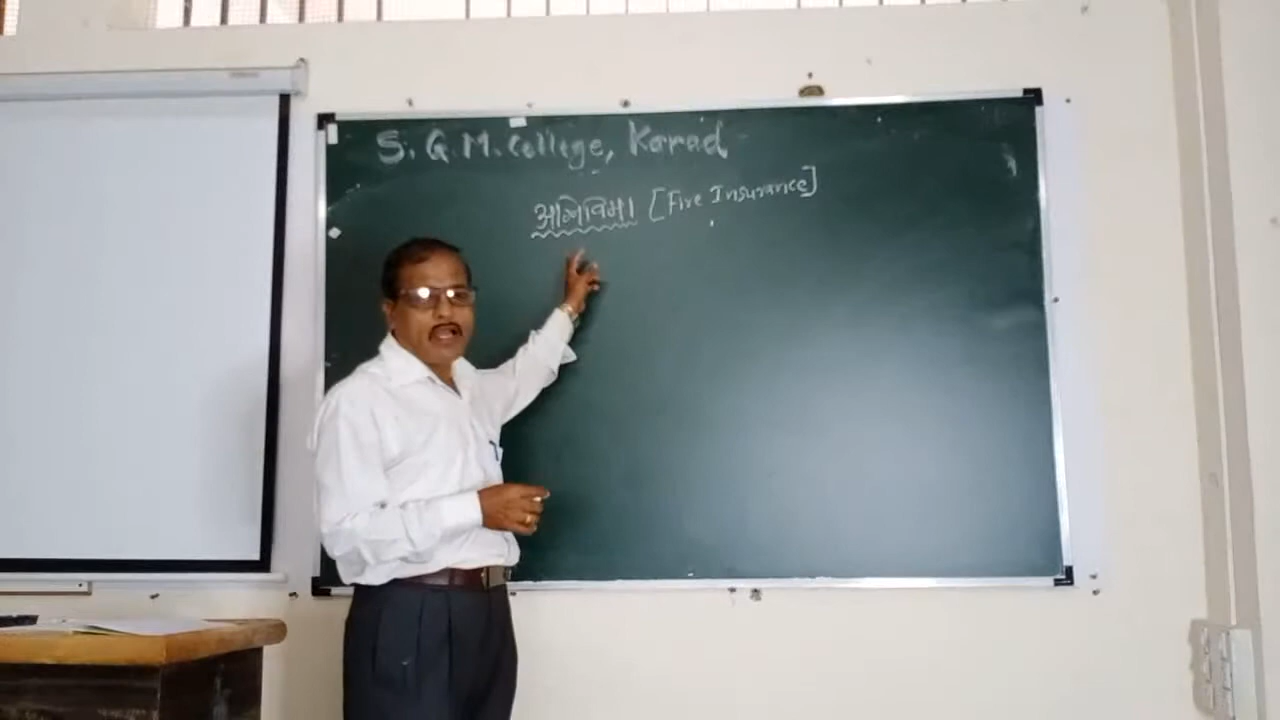 S. G. M. College, Karad
अग्निविमा [Fire Insurance]